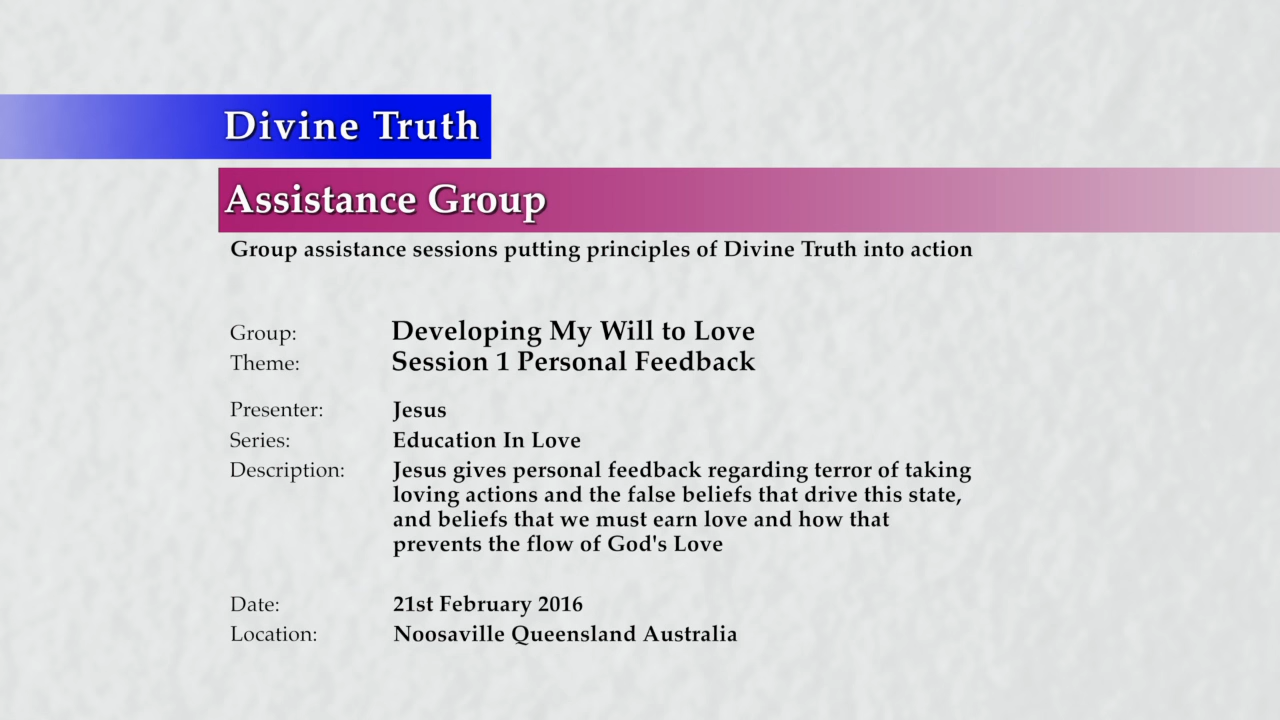 Divine Truth
Assistance Group
Group assistance sessions putting principles of Divine Truth into action
Group: Developing My Will to Love
Theme: Session 1 Personal Feedback
Presenter: Jesus
Series: Education In Love
Description: Jesus gives personal feedback regarding terror of taking
loving actions and the false beliefs that drive this state,
and beliefs that we must earn love and how that
prevents the flow of God's Love
Date: 21st February 2016
Location: Noosaville Queensland Australia